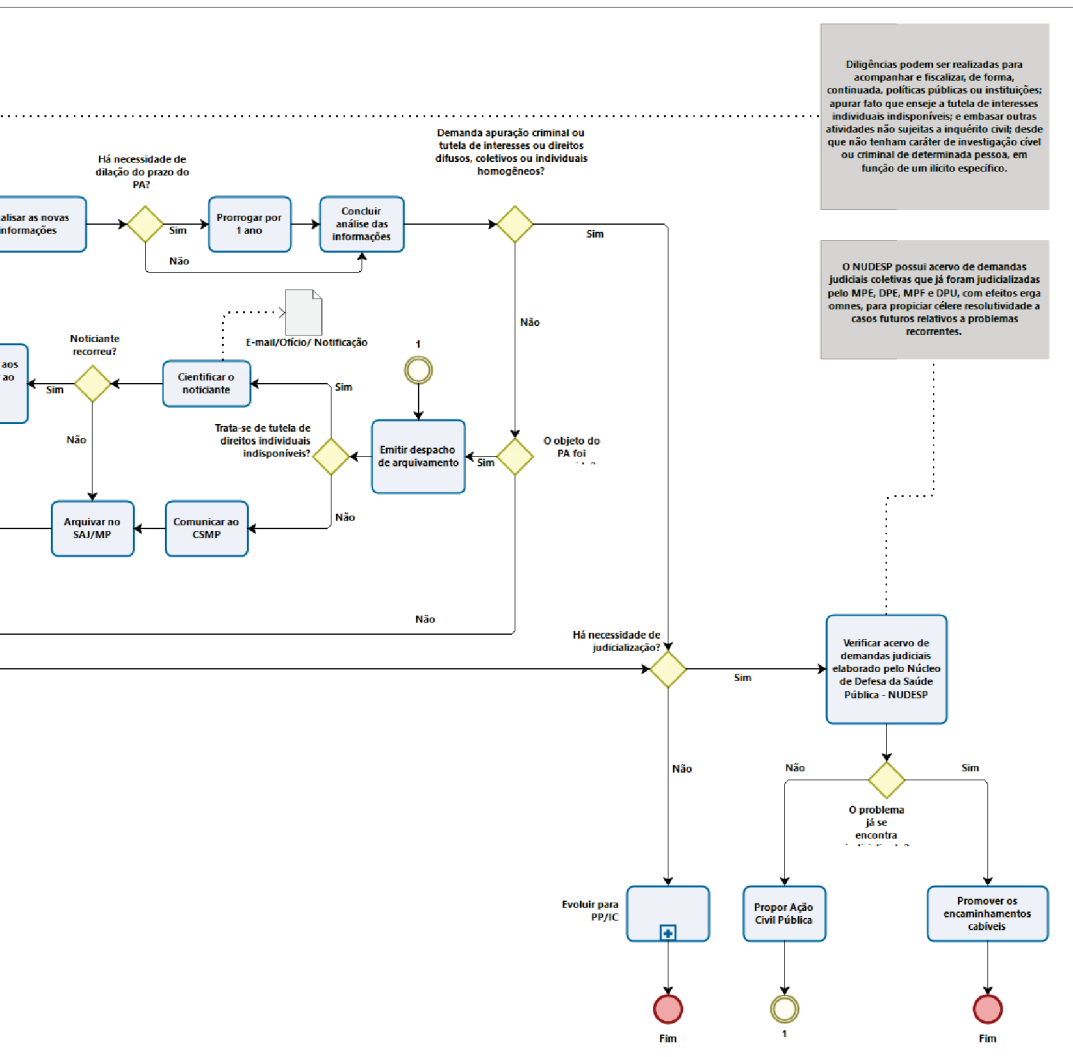 Diligências podem ser realizadas para
acompanhar e fiscalizar, de forma,
continuada, políticas públicas ou instituições;
apurar fato que enseje a tutela de interesses
individuais indisponíveis; e embasar outras
atividades não sujeitas a inquérito civil; desde
que não tenham caráter de investigação cível
ou criminal de determinada pessoa, em
função de um ilícito específico.
Demanda apuração criminal ou
tutela de interesses ou direitos
difusos, coletivos ou individuais
homogêneos?
Há necessidade de
dilação do prazo do
PA?
alisar as novas
informações
Sim
Não
Prorrogar por
1 ano
Concluir
análise das
informações
Sim
Não
O NUDESP possui acervo de demandas
judiciais coletivas que já foram judicializadas
pelo MPE, DPE, MPF e DPU, com efeitos erga
omnes, para propiciar célere resolutividade a
casos futuros relativos a problemas
recorrentes.
E-mail/Ofício/ Notificação
Noticiante
recorreu?
1
aos
ao
Sim
Não
Cientificar o
noticiante
Sim
Trata-se de tutela de
direitos individuais
indisponíveis?
Emitir despacho
de arquivamento
Sim
O objeto do
PA foi
Não
Arquivar no
SAJ/MP
Comunicar ao
CSMP
Não
Há necessidade de
judicialização?
Sim
Não
Verificar acervo de
demandas judiciais
elaborado pelo Núcleo
de Defesa da Saúde
Pública - NUDESP
Não
Sim
O problema
já se
encontra
Evoluir para
PP/IC
Propor Ação
Civil Pública
Promover os
encaminhamentos
cabíveis
Fim
1
Fim